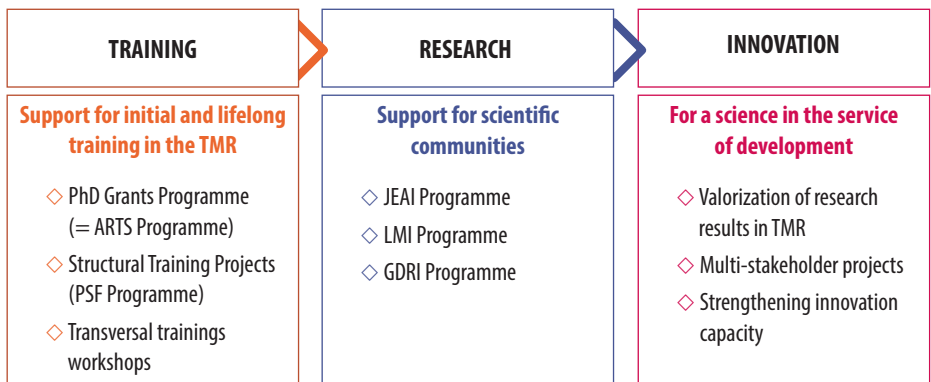 TRAINING
Support for initial and lifelong
training in the TMR
◇ PhD Grants Programme
(= ARTS Programme)
◇ Structural Training Projects
(PSF Programme)
◇ Transversal trainings
workshops
RESEARCH
Support for scientific
communities
◇ JEAI Programme
◇ LMI Programme
◇ GDRI Programme
INNOVATION
For a science in the service
of development
◇ Valorization of research
results in TMR
◇ Multi-stakeholder projects
◇ Strengthening innovation
capacity